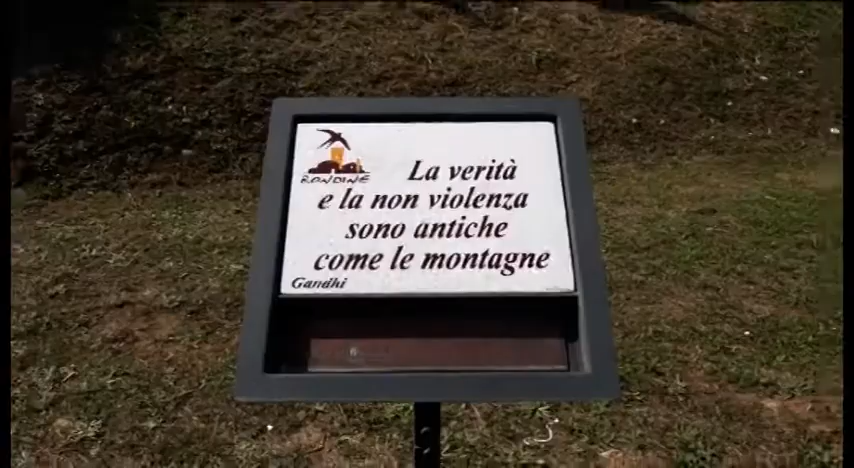 RONDINE
La verità
e la non violenza
sono antiche
come le montagne
Gandhi